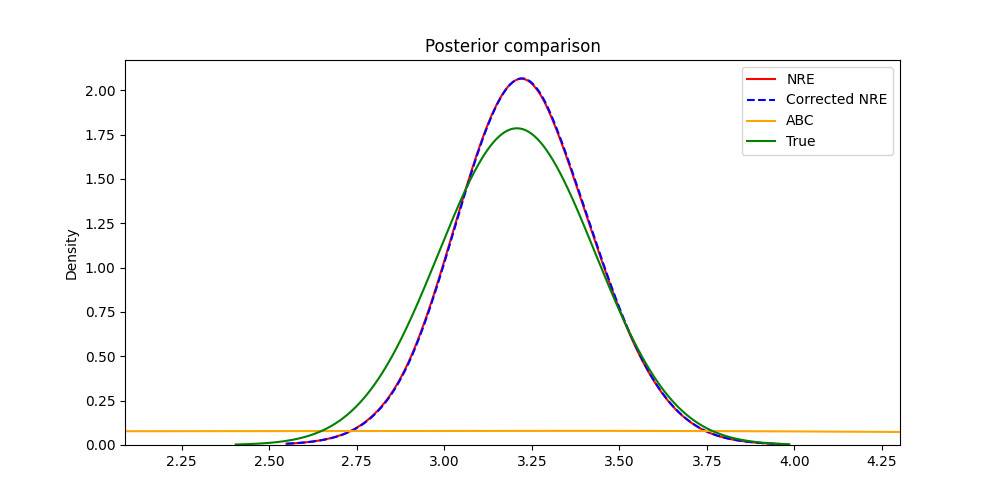 Posterior comparison
NRE
Corrected NRE
ABC
True
Density
2.00
1.75
1.50
1.25
1.00
0.75
0.50
0.25
0.00
2.25 2.50 2.75 3.00 3.25 3.50 3.75 4.00 4.25